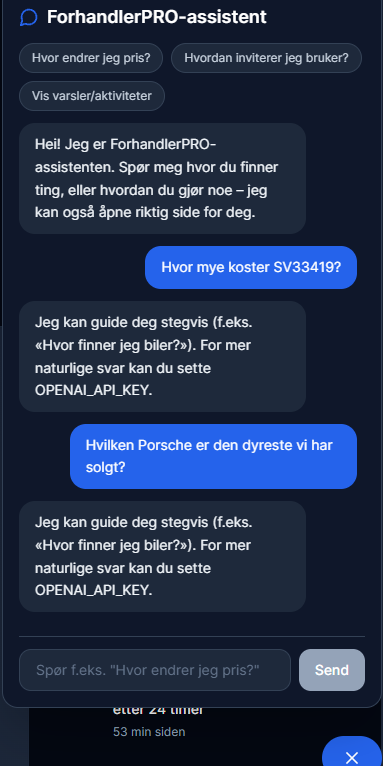 ForhandlerPRO-assistent
Hvor endrer jeg pris?
Hvordan inviterer jeg bruker?
Vis varsler/aktiviteter
Hei! Jeg er ForhandlerPRO-
assistenten. Spør meg hvor du finner
ting, eller hvordan du gjør noe – jeg
kan også åpne riktig side for deg.
Hvor mye koster SV33419?
Jeg kan guide deg stegvis (f.eks.
«Hvor finner jeg biler?»). For mer
naturlige svar kan du sette
OPENAI_API_KEY.
Hvilken Porsche er den dyreste vi har
solgt?
Jeg kan guide deg stegvis (f.eks.
«Hvor finner jeg biler?»). For mer
naturlige svar kan du sette
OPENAI_API_KEY.
Spør f.eks. "Hvor endrer jeg pris?"
Send
etter 24 timer
53 min siden